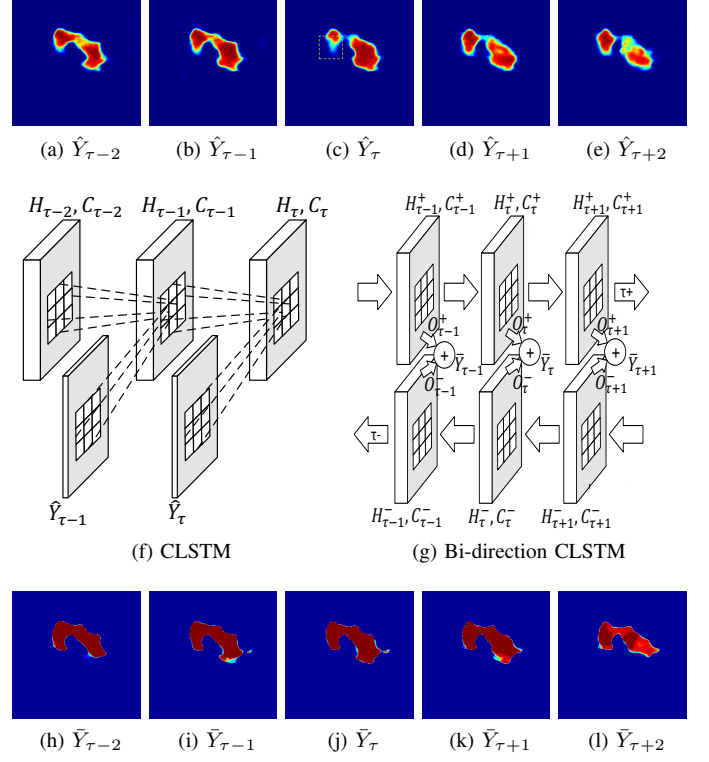 (a) Ŷτ−2 (b) Ŷτ−1 (c) Ŷτ (d) Ŷτ+1 (e) Ŷτ+2
Hτ−2, Cτ−2 Hτ−1, Cτ−1 Hτ, Cτ
H⁺τ−1, C⁺τ−1 H⁺τ, C⁺τ H⁺τ+1, C⁺τ+1
τ+
O⁺τ−1 O⁺τ O⁺τ+1
+ Ȳτ−1 + Ȳτ + Ȳτ+1
O⁻τ−1 O⁻τ O⁻τ+1
τ-
Ŷτ−1 Ŷτ
H⁻τ−1, C⁻τ−1 H⁻τ, C⁻τ H⁻τ+1, C⁻τ+1
(f) CLSTM (g) Bi-direction CLSTM
(h) Ȳτ−2 (i) Ȳτ−1 (j) Ȳτ (k) Ȳτ+1 (l) Ȳτ+2